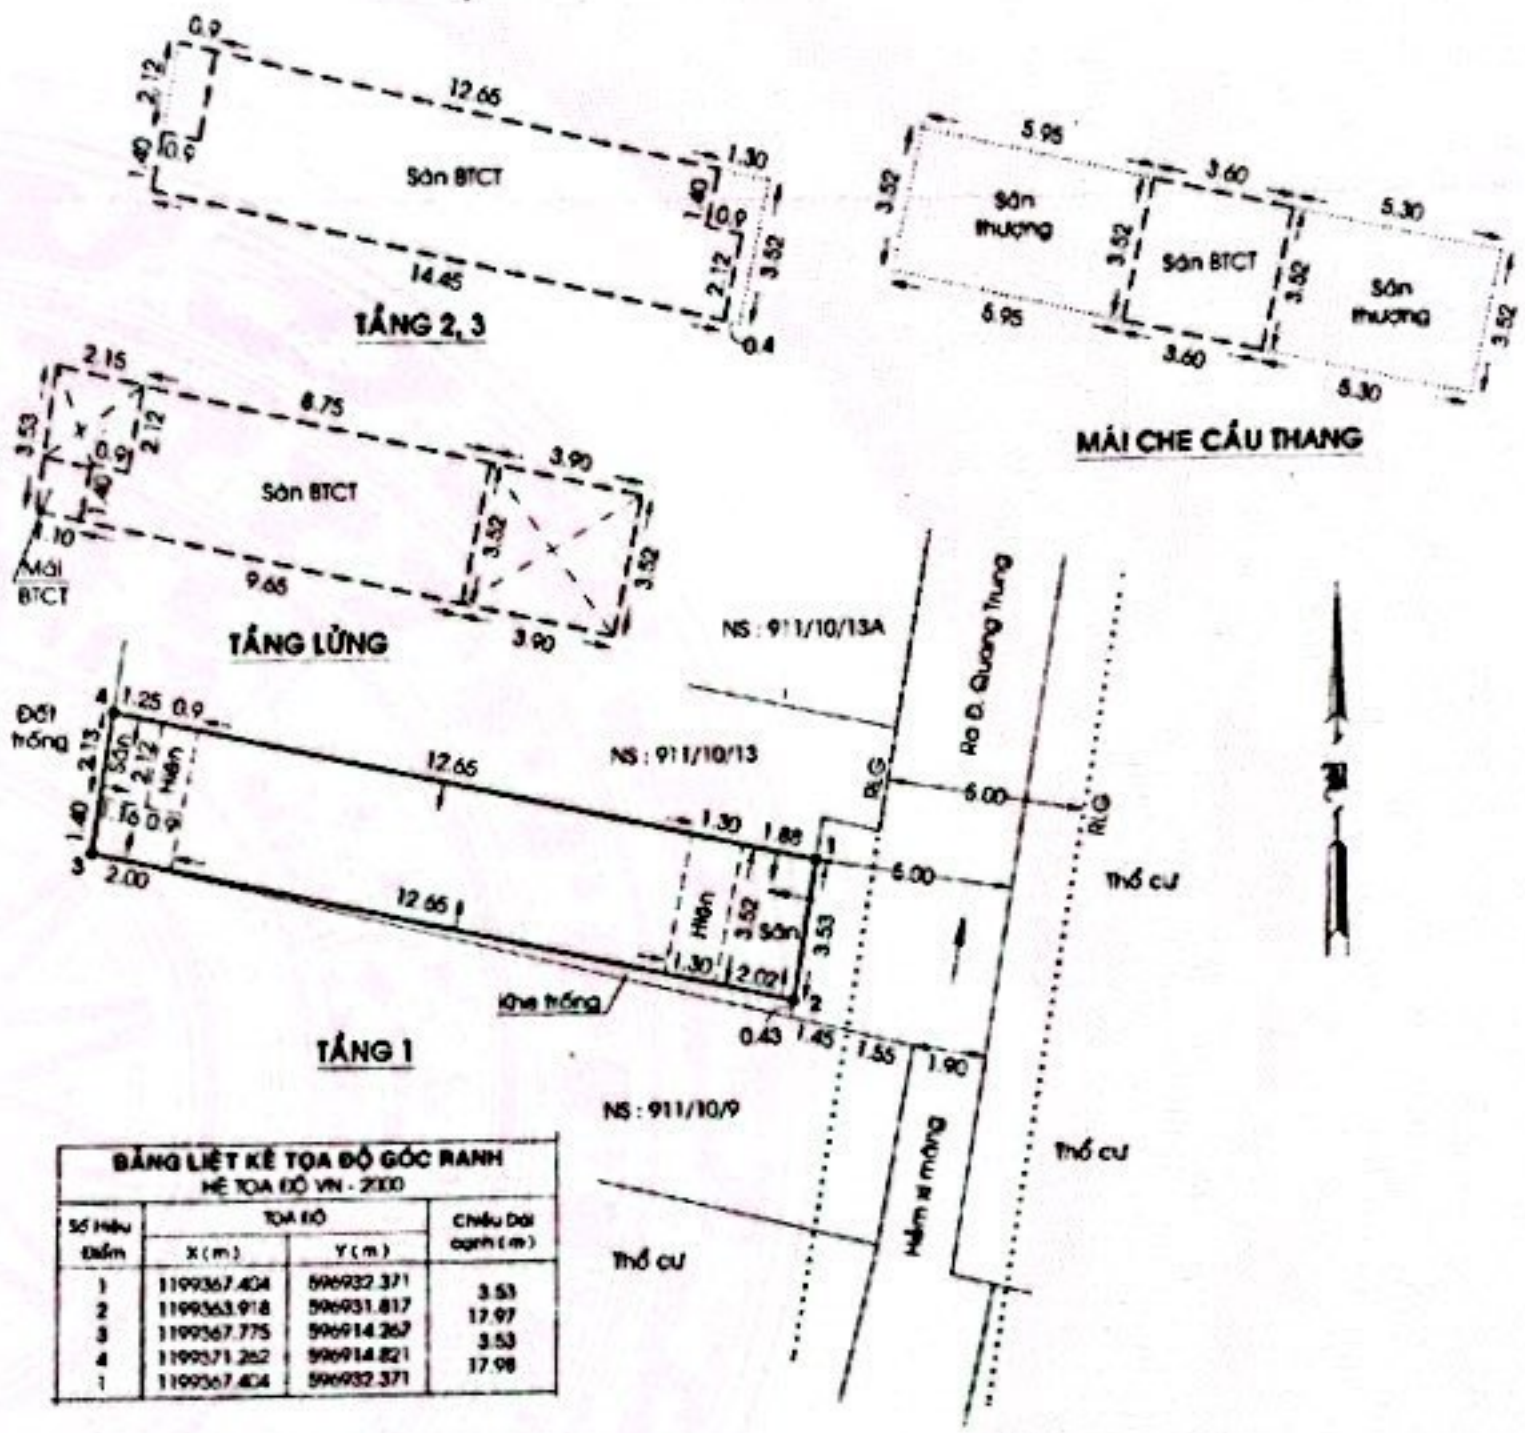 0.9
12.65
2.12
1.40
0.9
Sàn BTCT
1.30
1.40
0.9
3.52
2.12
14.45
0.4
TẦNG 2, 3
5.95
3.60
5.30
3.52
Sân
thượng
3.52
Sàn BTCT
3.52
Sân
thượng
3.52
5.95
3.60
5.30
MÁI CHE CẦU THANG
2.15
8.75
3.90
3.53
x
2.12
0.9
1.40
Sàn BTCT
3.52
x
3.52
1.10
9.65
3.90
Mái
BTCT
TẦNG LỬNG
NS : 911/10/13A
Ra Đ. Quang Trung
4
1.25
0.9
Đất
trống
2.13
Sân
2.12
Hiên
12.65
NS : 911/10/13
RLG
6.00
RLG
1.40
1.16
0.9
1.30
1.88
1
6.00
Thổ cư
3
2.00
12.65
Hiên
3.52
Sân
3.53
1.30
2.02
2
Khe trống
0.43
1.45
1.55
1.90
TẦNG 1
NS : 911/10/9
Hẻm xi măng
Thổ cư
Thổ cư
BẢNG LIỆT KÊ TỌA ĐỘ GÓC RANH
HỆ TỌA ĐỘ VN - 2000
Số Hiệu
Điểm
TỌA ĐỘ
Chiều Dài
cạnh ( m )
X ( m )
Y ( m )
1 1199367.404 596932.371
3.53
2 1199363.918 596931.817
17.97
3 1199367.775 596914.267
3.53
4 1199371.262 596914.821
17.98
1 1199367.404 596932.371